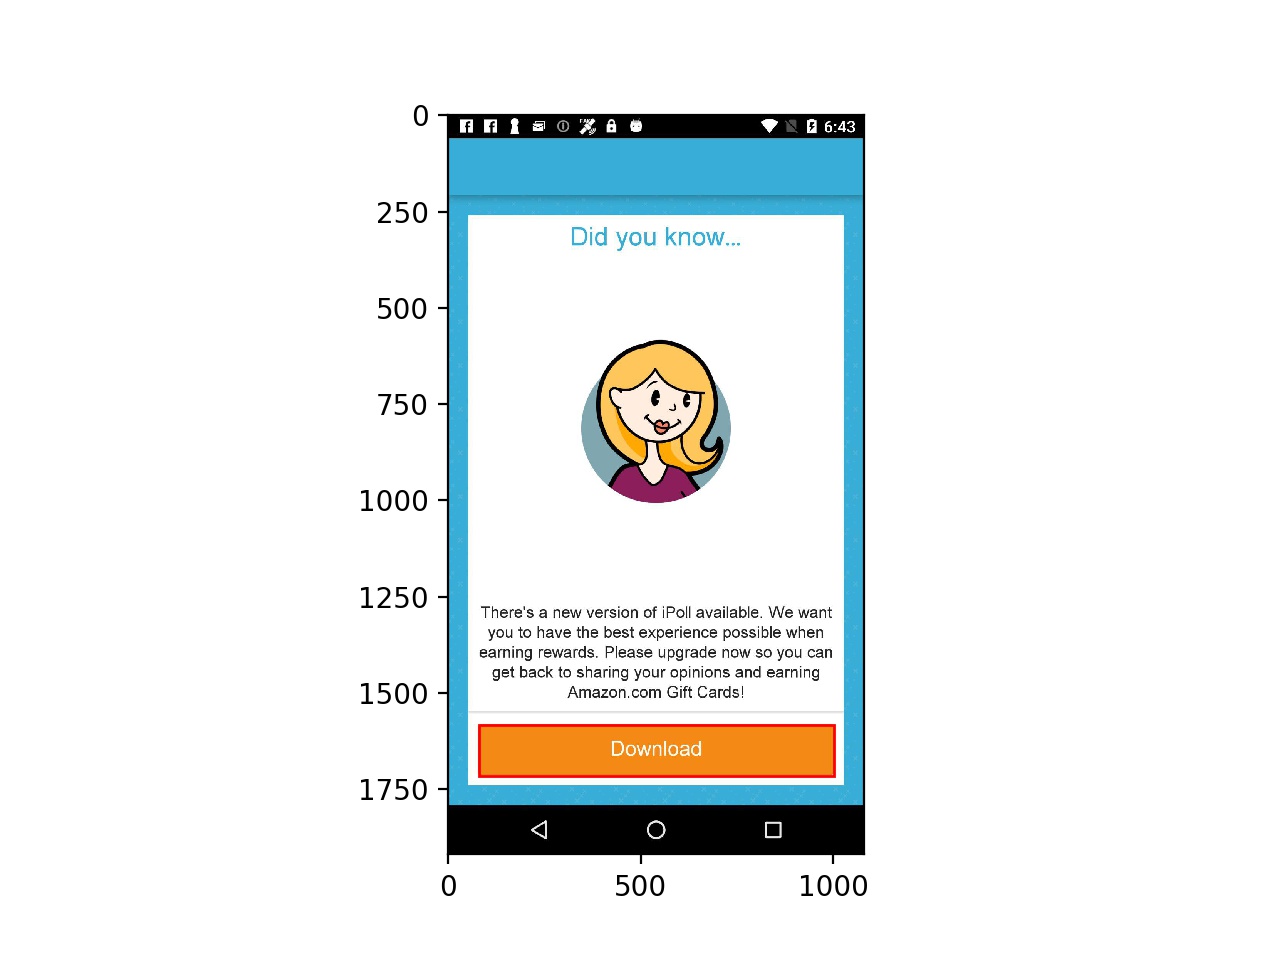 0
250
500
750
1000
1250
1500
1750
6:43
Did you know...
There's a new version of iPoll available. We want
you to have the best experience possible when
earning rewards. Please upgrade now so you can
get back to sharing your opinions and earning
Amazon.com Gift Cards!
Download
0
500
1000